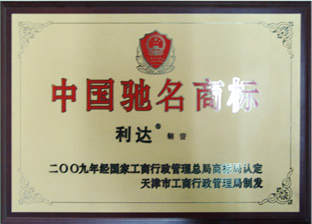 中国驰名商标
利达®
二〇〇九年经国家工商行政管理总局商标局认定
天津市工商行政管理局制发